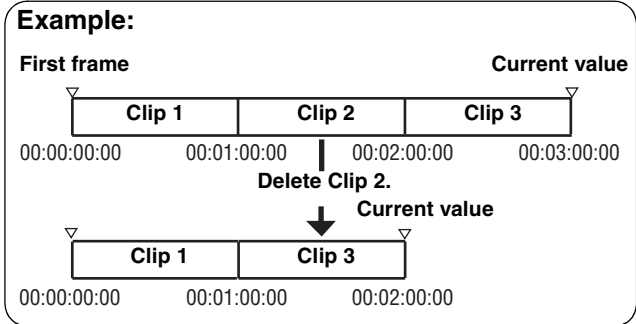 Example:
First frame Current value
Clip 1 Clip 2 Clip 3
00:00:00:00 00:01:00:00 00:02:00:00 00:03:00:00
Delete Clip 2.
Current value
Clip 1 Clip 3
00:00:00:00 00:01:00:00 00:02:00:00